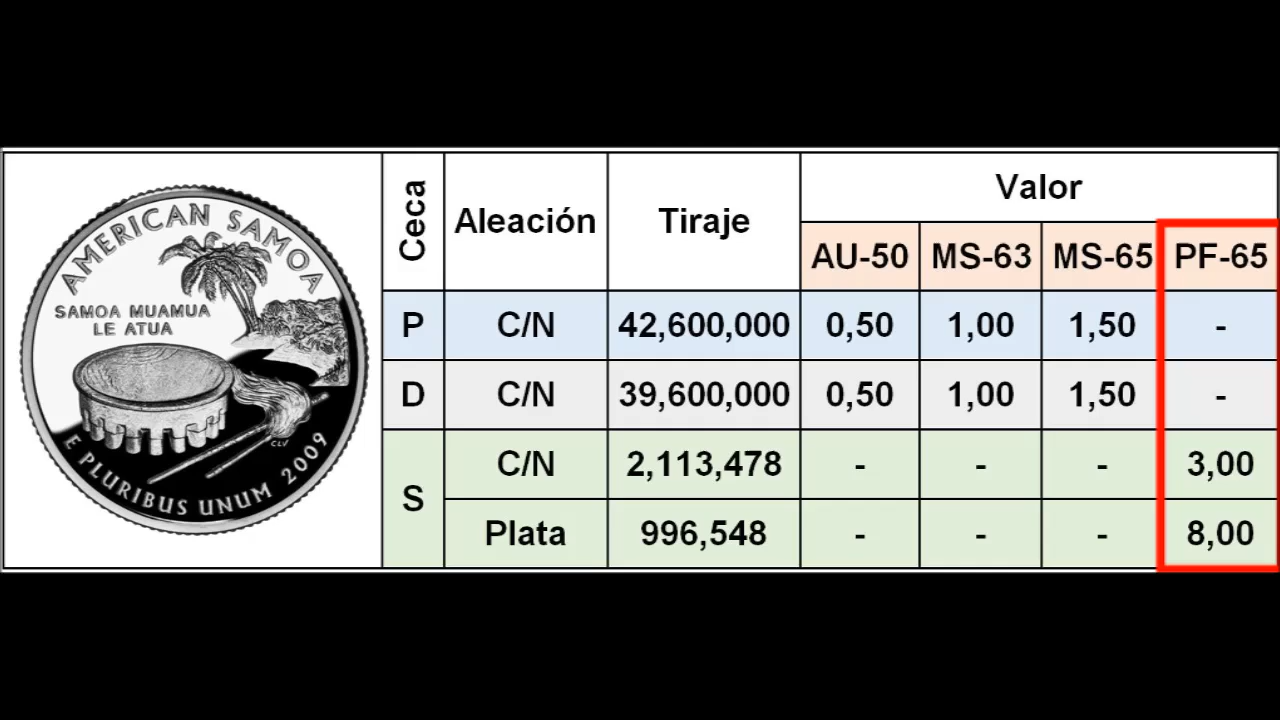 AMERICAN SAMOA
SAMOA MUAMUA
LE ATUA
E PLURIBUS UNUM 2009
CLV
Ceca Aleación Tiraje Valor
AU-50 MS-63 MS-65 PF-65
P C/N 42,600,000 0,50 1,00 1,50 -
D C/N 39,600,000 0,50 1,00 1,50 -
S C/N 2,113,478 - - - 3,00
Plata 996,548 - - - 8,00